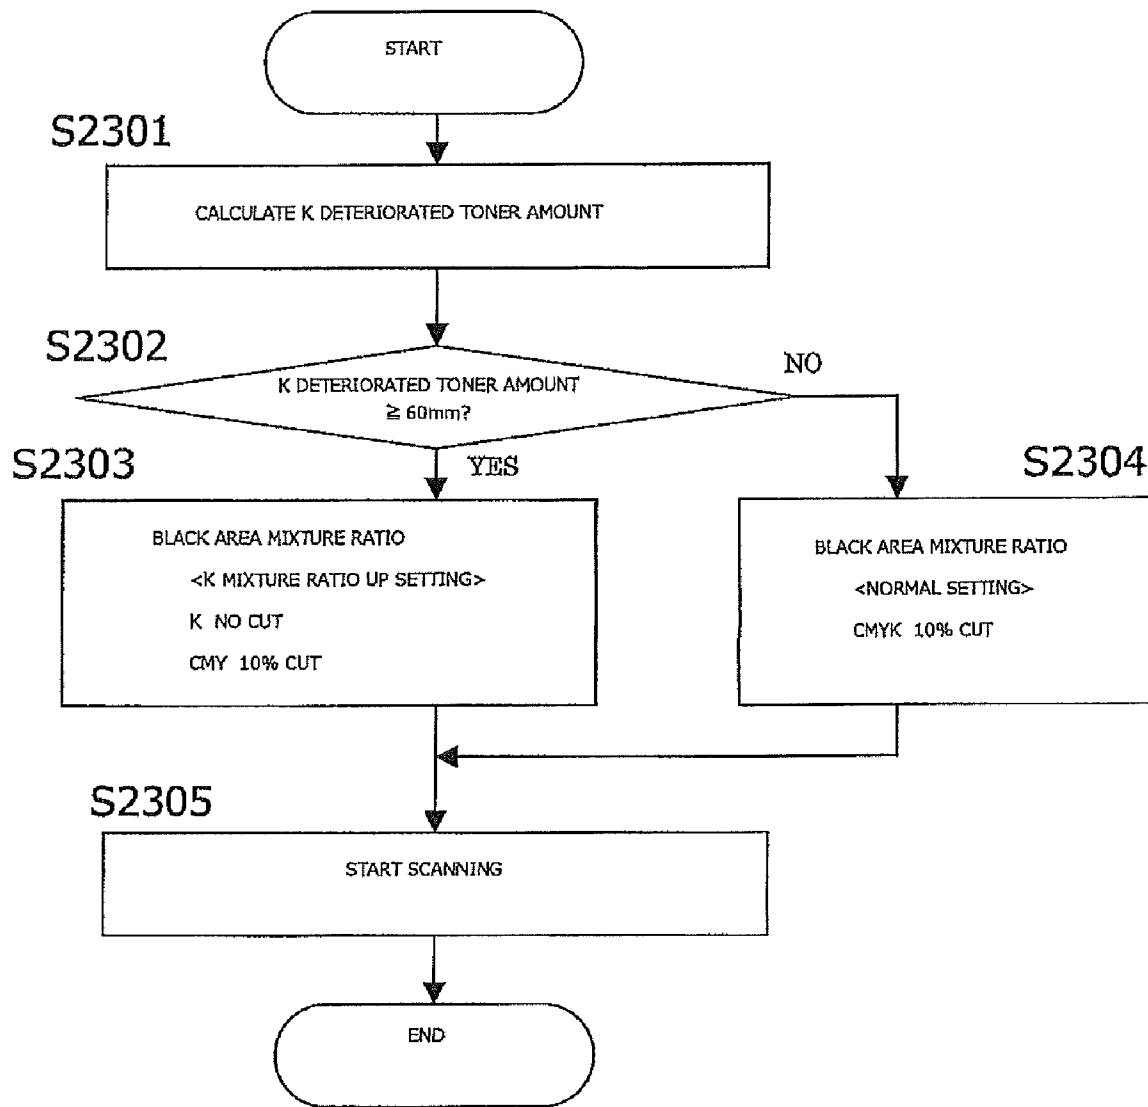 START
S2301
CALCULATE K DETERIORATED TONER AMOUNT
S2302
K DETERIORATED TONER AMOUNT
≧ 60mm?
NO
YES
S2303
BLACK AREA MIXTURE RATIO
<K MIXTURE RATIO UP SETTING>
K NO CUT
CMY 10% CUT
S2304
BLACK AREA MIXTURE RATIO
<NORMAL SETTING>
CMYK 10% CUT
S2305
START SCANNING
END